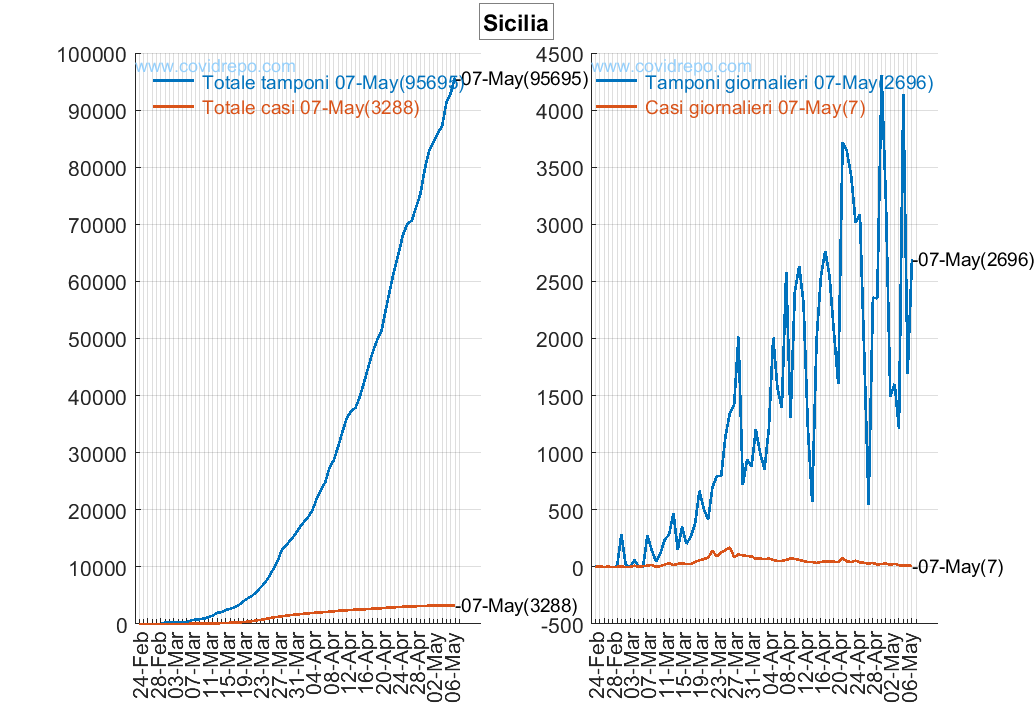 Sicilia
www.covidrepo.com
Totale tamponi 07-May(95695)
Totale casi 07-May(3288)
100000
90000
80000
70000
60000
50000
40000
30000
20000
10000
0
-07-May(95695)
-07-May(3288)
24-Feb
28-Feb
03-Mar
07-Mar
11-Mar
15-Mar
19-Mar
23-Mar
27-Mar
31-Mar
04-Apr
08-Apr
12-Apr
16-Apr
20-Apr
24-Apr
28-Apr
02-May
06-May
www.covidrepo.com
Tamponi giornalieri 07-May(2696)
Casi giornalieri 07-May(7)
4500
4000
3500
3000
2500
2000
1500
1000
500
0
-500
-07-May(2696)
-07-May(7)
24-Feb
28-Feb
03-Mar
07-Mar
11-Mar
15-Mar
19-Mar
23-Mar
27-Mar
31-Mar
04-Apr
08-Apr
12-Apr
16-Apr
20-Apr
24-Apr
28-Apr
02-May
06-May